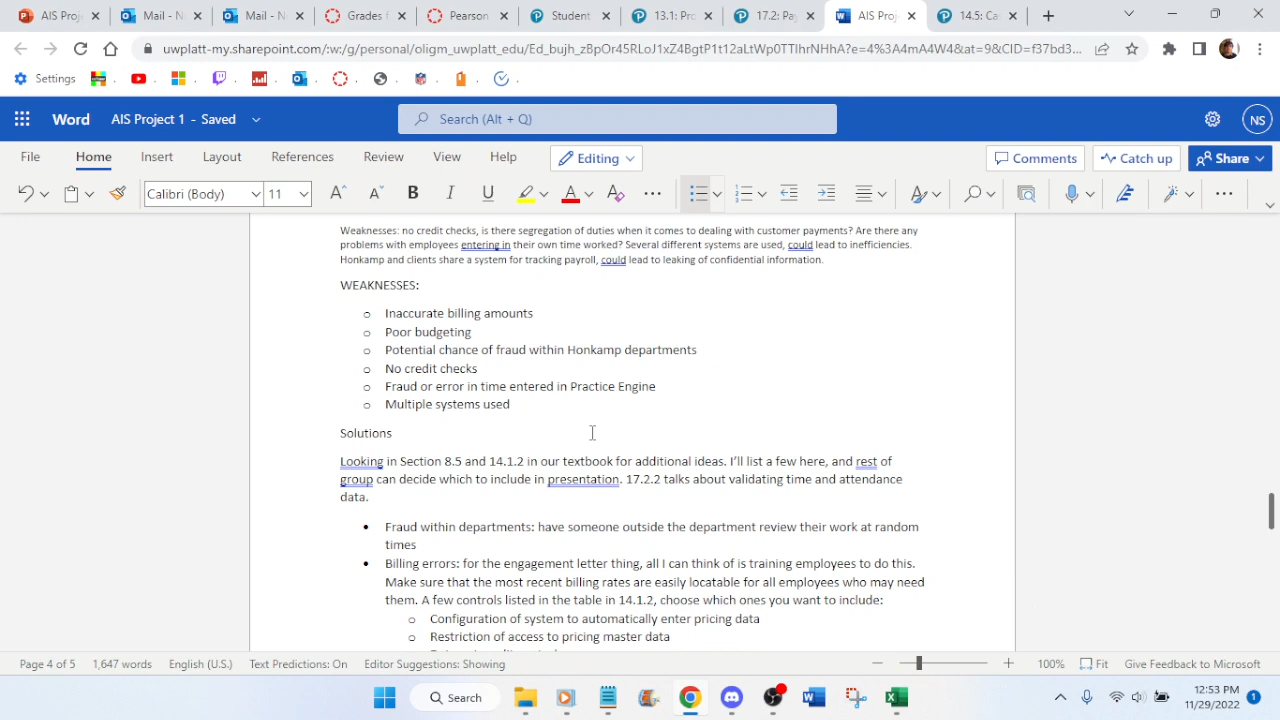 AIS Proj
Mail - N
Mail - N
Grades f
Pearson
Student
13.1: Pro
17.2: Pay
AIS Proj
14.5: Ca
uwplatt-my.sharepoint.com/:w:/g/personal/oligm_uwplatt_edu/
Settings
Word
AIS Project 1 - Saved
Search (Alt + Q)
NS
File
Home
Insert
Layout
References
Review
View
Help
Editing
Comments
Catch up
Share
Calibri (Body)
11
Weaknesses: no credit checks, is there segregation of duties when it comes to dealing with customer payments? Are there any
problems with employees entering in their own time worked? Several different systems are used, could lead to inefficiencies.
Honkamp and clients share a system for tracking payroll, could lead to leaking of confidential information.
WEAKNESSES:
o Inaccurate billing amounts
o Poor budgeting
o Potential chance of fraud within Honkamp departments
o No credit checks
o Fraud or error in time entered in Practice Engine
o Multiple systems used
Solutions
Looking in Section 8.5 and 14.1.2 in our textbook for additional ideas. I'll list a few here, and rest of
group can decide which to include in presentation. 17.2.2 talks about validating time and attendance
data.
• Fraud within departments: have someone outside the department review their work at random
times
• Billing errors: for the engagement letter thing, all I can think of is training employees to do this.
Make sure that the most recent billing rates are easily locatable for all employees who may need
them. A few controls listed in the table in 14.1.2, choose which ones you want to include:
o Configuration of system to automatically enter pricing data
o Restriction of access to pricing master data
Page 4 of 5
1,647 words
English (U.S.)
Text Predictions: On
Editor Suggestions: Showing
100%
Fit
Give Feedback to Microsoft
Search
12:53 PM
11/29/2022
1